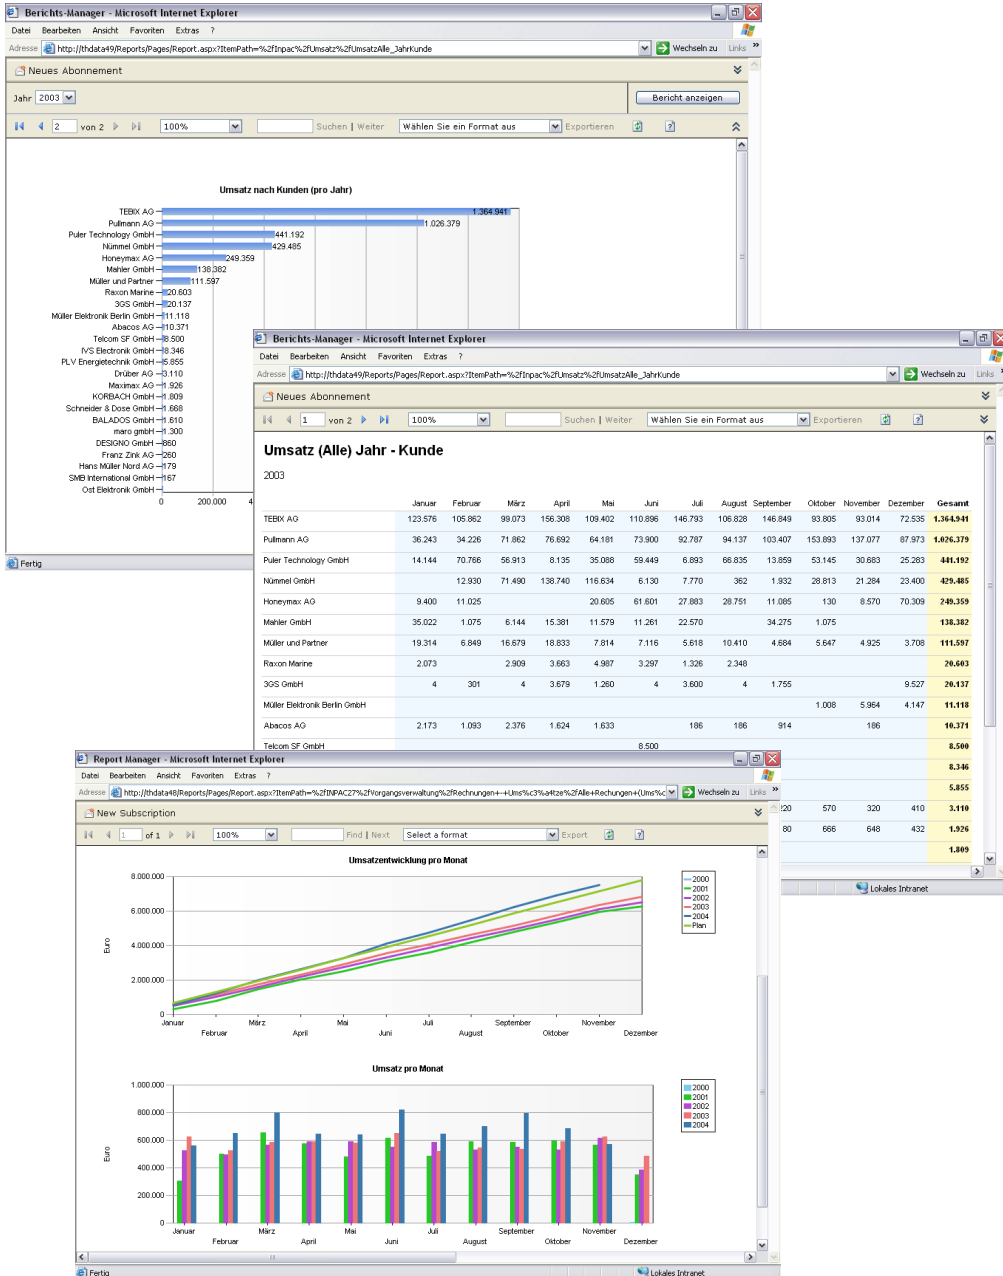 Berichts-Manager - Microsoft Internet Explorer
Datei Bearbeiten Ansicht Favoriten Extras ?
Adresse http://thdata49/Reports/Pages/Report.aspx?ItemPath=%2fInpac%2fUmsatz%2fUmsatzAlle_JahrKunde Wechseln zu Links »
Neues Abonnement
Jahr 2003 Bericht anzeigen
2 von 2 100% Suchen | Weiter Wählen Sie ein Format aus Exportieren
Umsatz nach Kunden (pro Jahr)
TEBIX AG 1.364.941
Pullmann AG 1.026.379
Puler Technology GmbH 441.192
Nümmel GmbH 429.485
Honeymax AG 249.359
Mahler GmbH 138.382
Müller und Partner 111.597
Raxon Marine 20.603
3GS GmbH 20.137
Müller Elektronik Berlin GmbH 11.118
Abacos AG 10.371
Telcom SF GmbH 8.500
IVS Electronik GmbH 8.346
PLV Energietechnik GmbH 5.855
Drüber AG 3.110
Maximax AG 1.926
KORBACH GmbH 1.809
Schneider & Dose GmbH 1.668
BALADOS GmbH 1.610
maro gmbH 1.300
DESIGNO GmbH 860
Franz Zink AG 260
Hans Müller Nord AG 179
SMB International GmbH 167
Ost Elektronik GmbH
0 200.000 4
Fertig
Berichts-Manager - Microsoft Internet Explorer
Datei Bearbeiten Ansicht Favoriten Extras ?
Adresse http://thdata49/Reports/Pages/Report.aspx?ItemPath=%2fInpac%2fUmsatz%2fUmsatzAlle_JahrKunde Wechseln zu Links »
Neues Abonnement
1 von 2 100% Suchen | Weiter Wählen Sie ein Format aus Exportieren
Umsatz (Alle) Jahr - Kunde
2003
Januar Februar März April Mai Juni Juli August September Oktober November Dezember Gesamt
TEBIX AG 123.576 105.862 99.073 156.308 109.402 110.896 146.793 106.828 146.849 93.805 93.014 72.535 1.364.941
Pullmann AG 36.243 34.226 71.862 76.692 64.181 73.900 92.787 94.137 103.407 153.893 137.077 87.973 1.026.379
Puler Technology GmbH 14.144 70.766 56.913 8.135 35.088 59.449 6.893 66.835 13.859 53.145 30.683 25.283 441.192
Nümmel GmbH 12.930 71.490 138.740 116.634 6.130 7.770 362 1.932 28.813 21.284 23.400 429.485
Honeymax AG 9.400 11.025 20.605 61.601 27.883 28.751 11.085 130 8.570 70.309 249.359
Mahler GmbH 35.022 1.075 6.144 15.381 11.579 11.261 22.570 34.275 1.075 138.382
Müller und Partner 19.314 6.849 16.679 18.833 7.814 7.116 5.618 10.410 4.684 5.647 4.925 3.708 111.597
Raxon Marine 2.073 2.909 3.663 4.987 3.297 1.326 2.348 20.603
3GS GmbH 4 301 4 3.679 1.260 4 3.600 4 1.755 9.527 20.137
Müller Elektronik Berlin GmbH 1.008 5.964 4.147 11.118
Abacos AG 2.173 1.093 2.376 1.624 1.633 186 186 914 186 10.371
Telcom SF GmbH 8.500 8.500
8.346
5.855
570 320 410 3.110
80 666 648 432 1.926
1.809
Lokales Intranet
Report Manager - Microsoft Internet Explorer
Datei Bearbeiten Ansicht Favoriten Extras ?
Adresse http://thdata48/Reports/Pages/Report.aspx?ItemPath=%2fINPAC27%2fVorgangsverwaltung%2fRechnungen+-+Ums%c3%a4tze%2fAlle+Rechungen+(Ums%c Wechseln zu Links »
New Subscription
1 of 1 100% Find | Next Select a format Export
Umsatzentwicklung pro Monat
8.000.000
6.000.000
4.000.000
2.000.000
0
Euro
Januar Februar März April Mai Juni Juli August September Oktober November Dezember
2000
2001
2002
2003
2004
Plan
Umsatz pro Monat
1.000.000
800.000
600.000
400.000
200.000
0
Euro
Januar Februar März April Mai Juni Juli August September Oktober November Dezember
2000
2001
2002
2003
2004
Fertig Lokales Intranet